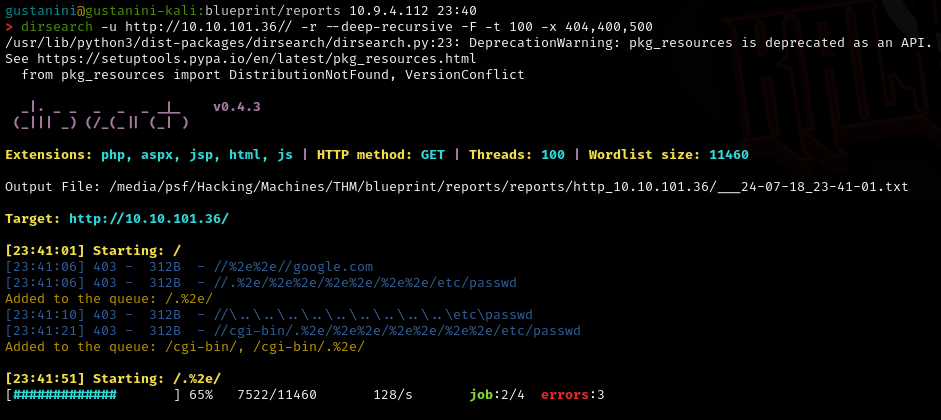 gustanini@gustanini-kali:blueprint/reports 10.9.4.112 23:40
> dirsearch -u http://10.10.101.36// -r --deep-recursive -F -t 100 -x 404,400,500
/usr/lib/python3/dist-packages/dirsearch/dirsearch.py:23: DeprecationWarning: pkg_resources is deprecated as an API.
See https://setuptools.pypa.io/en/latest/pkg_resources.html
  from pkg_resources import DistributionNotFound, VersionConflict
  _|. _ _  _  _  _ _|_    v0.4.3
 (_||| _) (/_(_|| (_| )
Extensions: php, aspx, jsp, html, js | HTTP method: GET | Threads: 100 | Wordlist size: 11460
Output File: /media/psf/Hacking/Machines/THM/blueprint/reports/reports/http_10.10.101.36/___24-07-18_23-41-01.txt
Target: http://10.10.101.36/
[23:41:01] Starting: /
[23:41:06] 403 -  312B  - //%2e%2e//google.com
[23:41:06] 403 -  312B  - //.%2e/%2e%2e/%2e%2e/%2e%2e/etc/passwd
Added to the queue: /.%2e/
[23:41:10] 403 -  312B  - //\..\..\..\..\..\..\..\..\..\etc\passwd
[23:41:21] 403 -  312B  - //cgi-bin/.%2e/%2e%2e/%2e%2e/%2e%2e/etc/passwd
Added to the queue: /cgi-bin/, /cgi-bin/.%2e/
[23:41:51] Starting: /.%2e/
[#############       ] 65%   7522/11460       128/s       job:2/4  errors:3